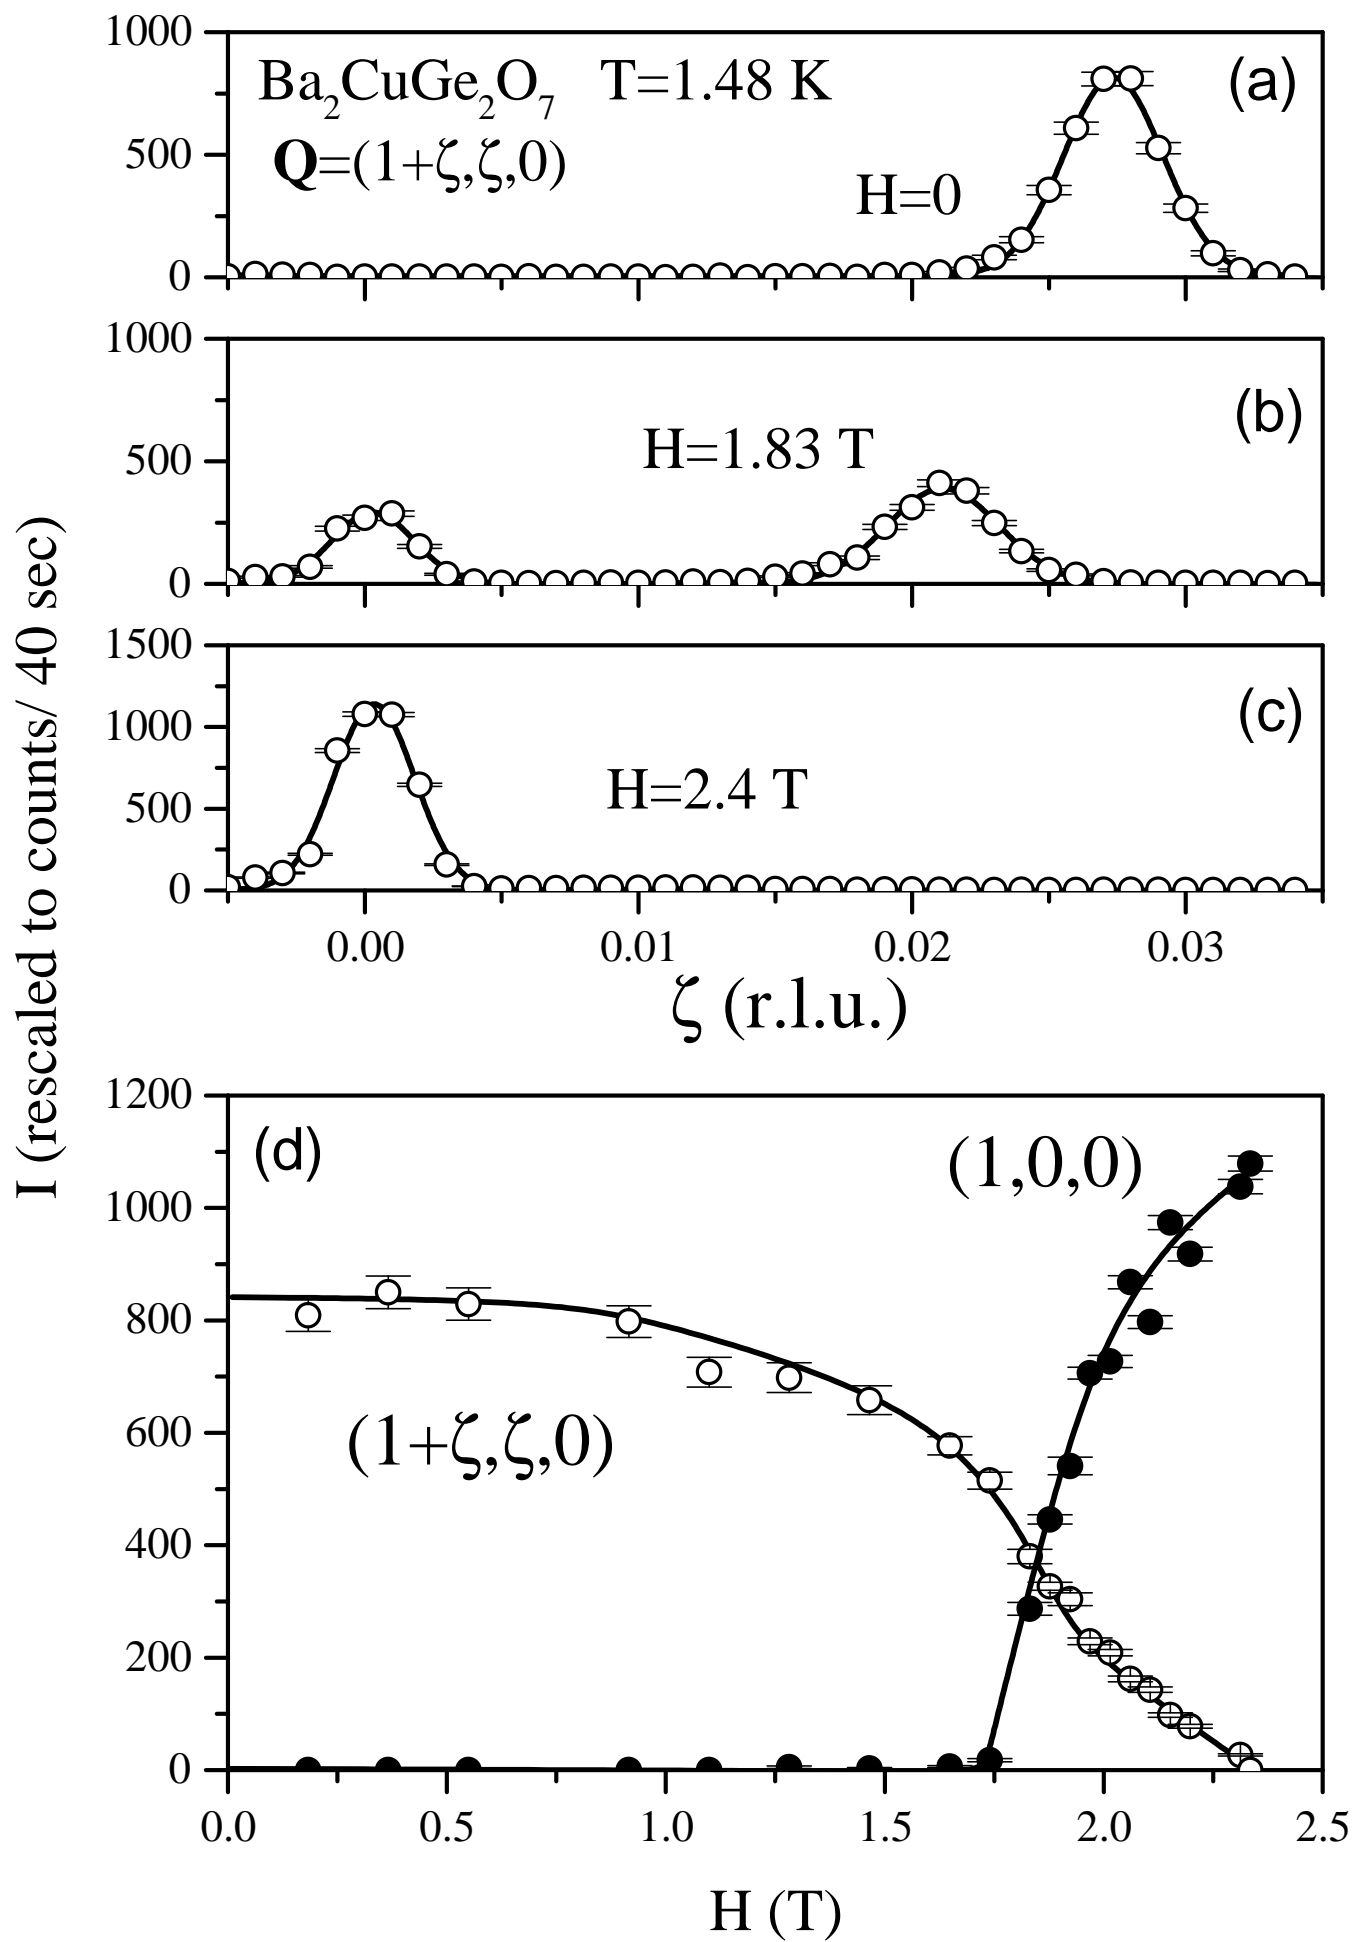 I (rescaled to counts/ 40 sec)
1000
500
0
Ba₂CuGe₂O₇ T=1.48 K
Q=(1+ζ,ζ,0)
H=0
(a)
1000
500
0
H=1.83 T
(b)
1500
1000
500
0
H=2.4 T
(c)
0.00 0.01 0.02 0.03
ζ (r.l.u.)
1200
1000
800
600
400
200
0
(d)
(1,0,0)
(1+ζ,ζ,0)
0.0 0.5 1.0 1.5 2.0 2.5
H (T)